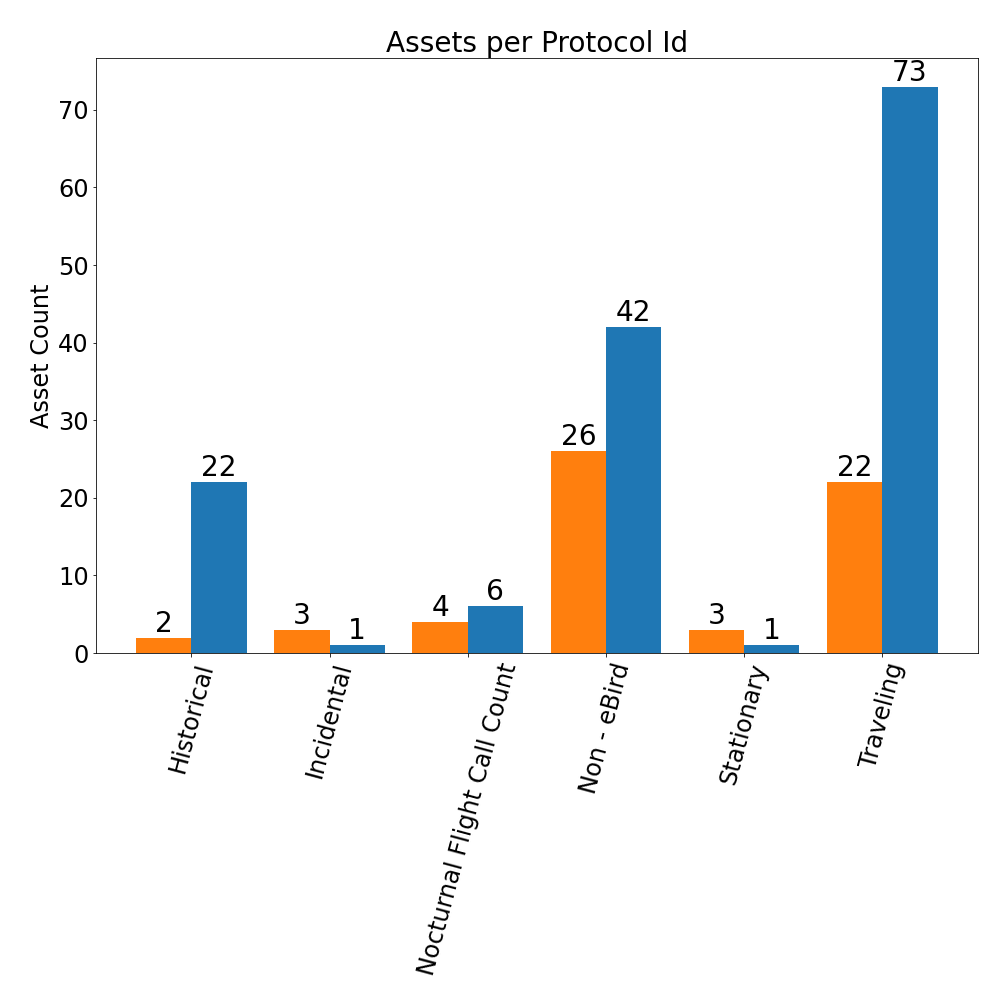 Assets per Protocol Id
Asset Count
70
60
50
40
30
20
10
0
2
22
3
1
4
6
26
42
3
1
22
73
Historical
Incidental
Nocturnal Flight Call Count
Non - eBird
Stationary
Traveling